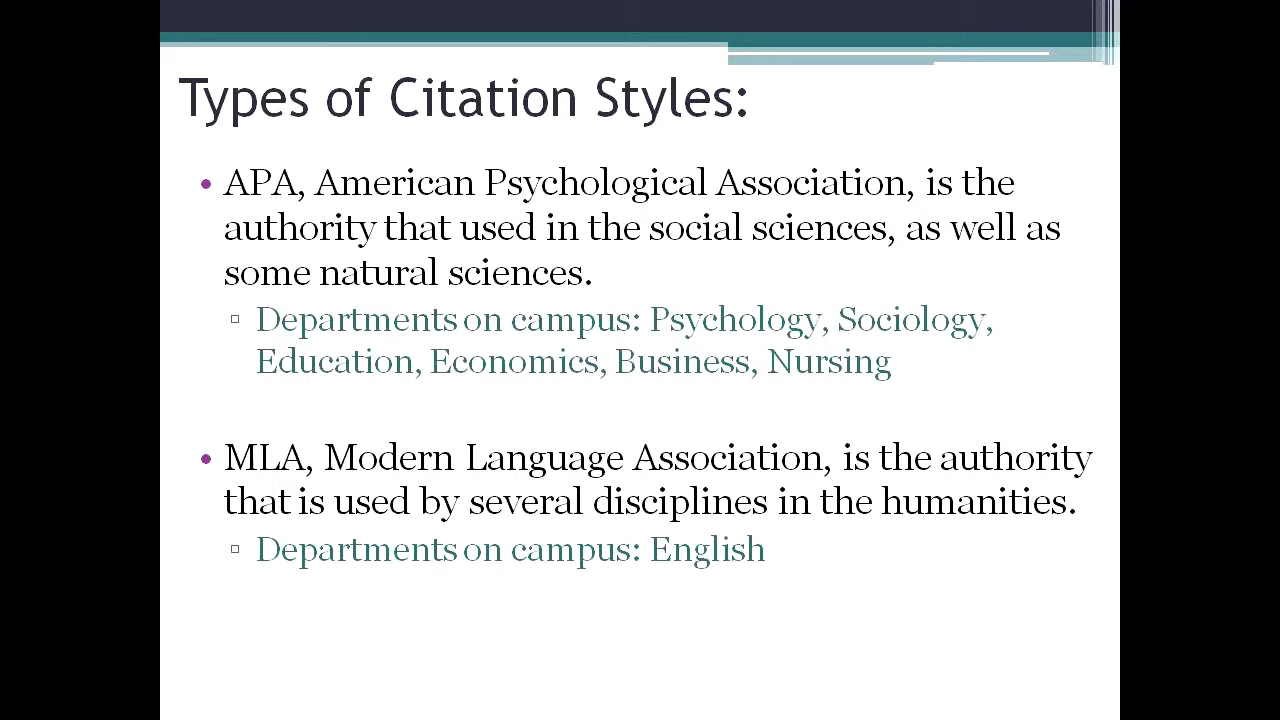 Types of Citation Styles:
• APA, American Psychological Association, is the
authority that used in the social sciences, as well as
some natural sciences.
▫ Departments on campus: Psychology, Sociology,
Education, Economics, Business, Nursing
• MLA, Modern Language Association, is the authority
that is used by several disciplines in the humanities.
▫ Departments on campus: English